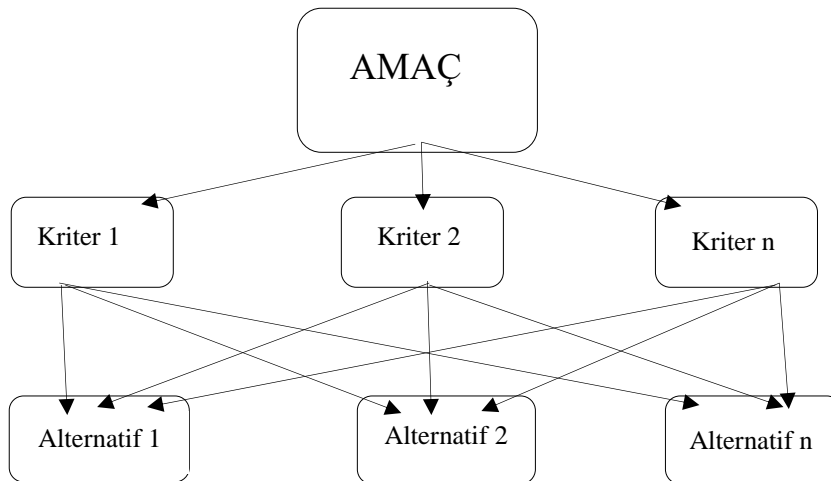 AMAÇ
Kriter 1
Kriter 2
Kriter n
Alternatif 1
Alternatif 2
Alternatif n